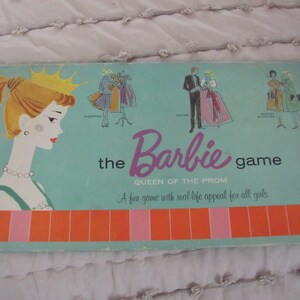 the Barbie game
QUEEN OF THE PROM
A fun game with real-life appeal for all girls.